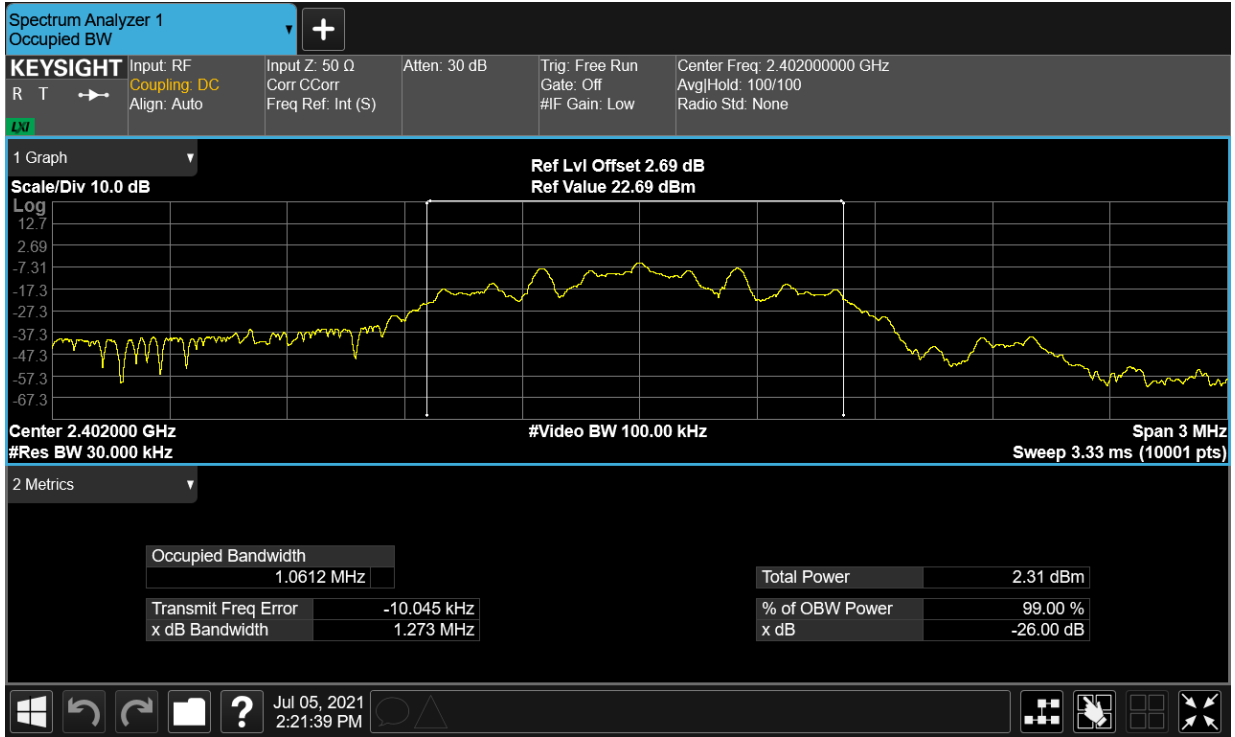 Spectrum Analyzer 1
Occupied BW
KEYSIGHT
R T
LXI
Input: RF
Coupling: DC
Align: Auto
Input Z: 50 Ω
Corr CCorr
Freq Ref: Int (S)
Atten: 30 dB
Trig: Free Run
Gate: Off
#IF Gain: Low
Center Freq: 2.402000000 GHz
Avg|Hold: 100/100
Radio Std: None
1 Graph
Scale/Div 10.0 dB
Ref Lvl Offset 2.69 dB
Ref Value 22.69 dBm
Log
12.7
2.69
-7.31
-17.3
-27.3
-37.3
-47.3
-57.3
-67.3
Center 2.402000 GHz
#Res BW 30.000 kHz
#Video BW 100.00 kHz
Span 3 MHz
Sweep 3.33 ms (10001 pts)
2 Metrics
Occupied Bandwidth
1.0612 MHz
Transmit Freq Error -10.045 kHz
x dB Bandwidth 1.273 MHz
Total Power 2.31 dBm
% of OBW Power 99.00 %
x dB -26.00 dB
?
Jul 05, 2021
2:21:39 PM